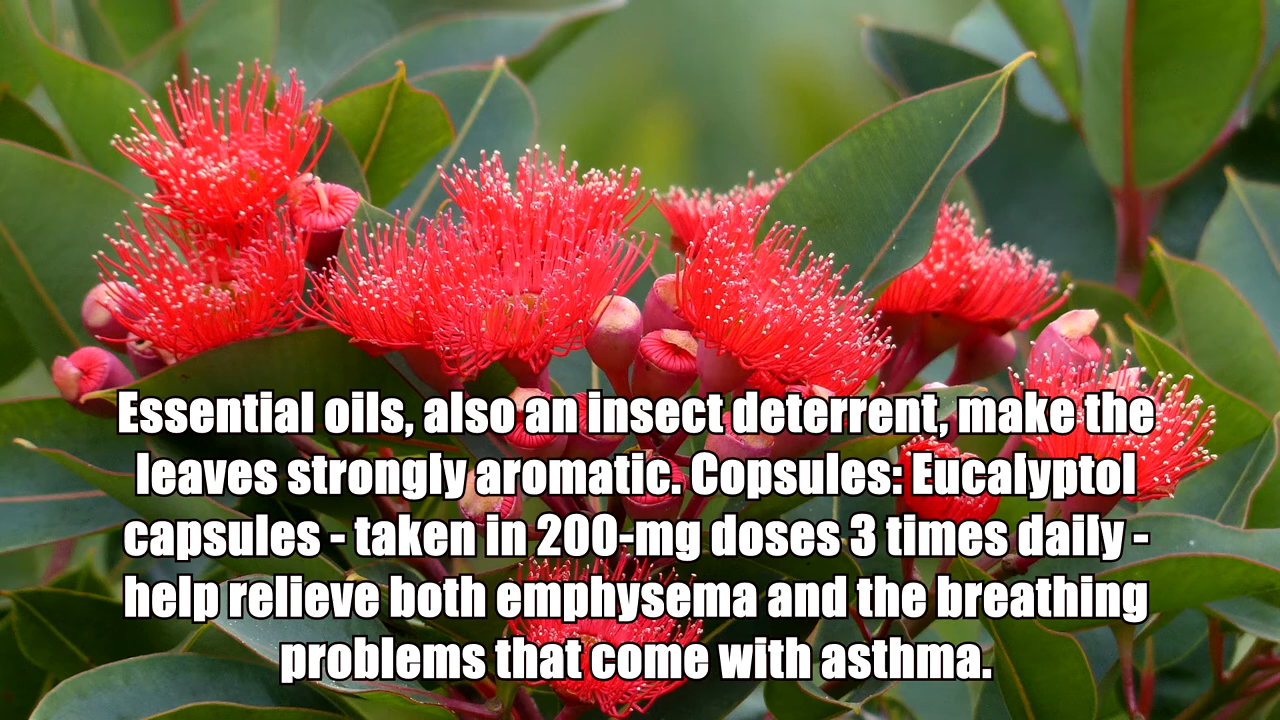 Essential oils, also an insect deterrent, make the
leaves strongly aromatic. Copsules: Eucalyptol
capsules - taken in 200-mg doses 3 times daily -
help relieve both emphysema and the breathing
problems that come with asthma.